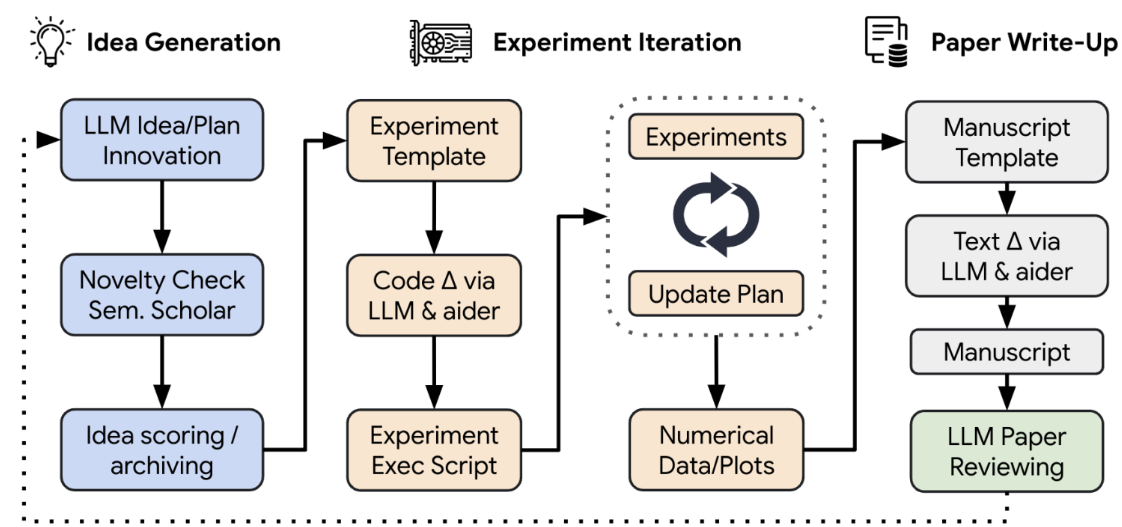 Idea Generation
Experiment Iteration
Paper Write-Up
LLM Idea/Plan
Innovation
Novelty Check
Sem. Scholar
Idea scoring /
archiving
Experiment
Template
Code Δ via
LLM & aider
Experiment
Exec Script
Experiments
Update Plan
Numerical
Data/Plots
Manuscript
Template
Text Δ via
LLM & aider
Manuscript
LLM Paper
Reviewing